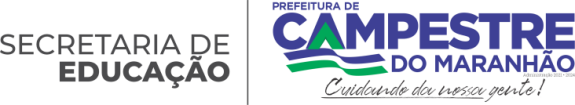 SECRETARIA DE
EDUCAÇÃO
PREFEITURA DE
CAMPESTRE
DO MARANHÃO
Cuidando da nossa gente!